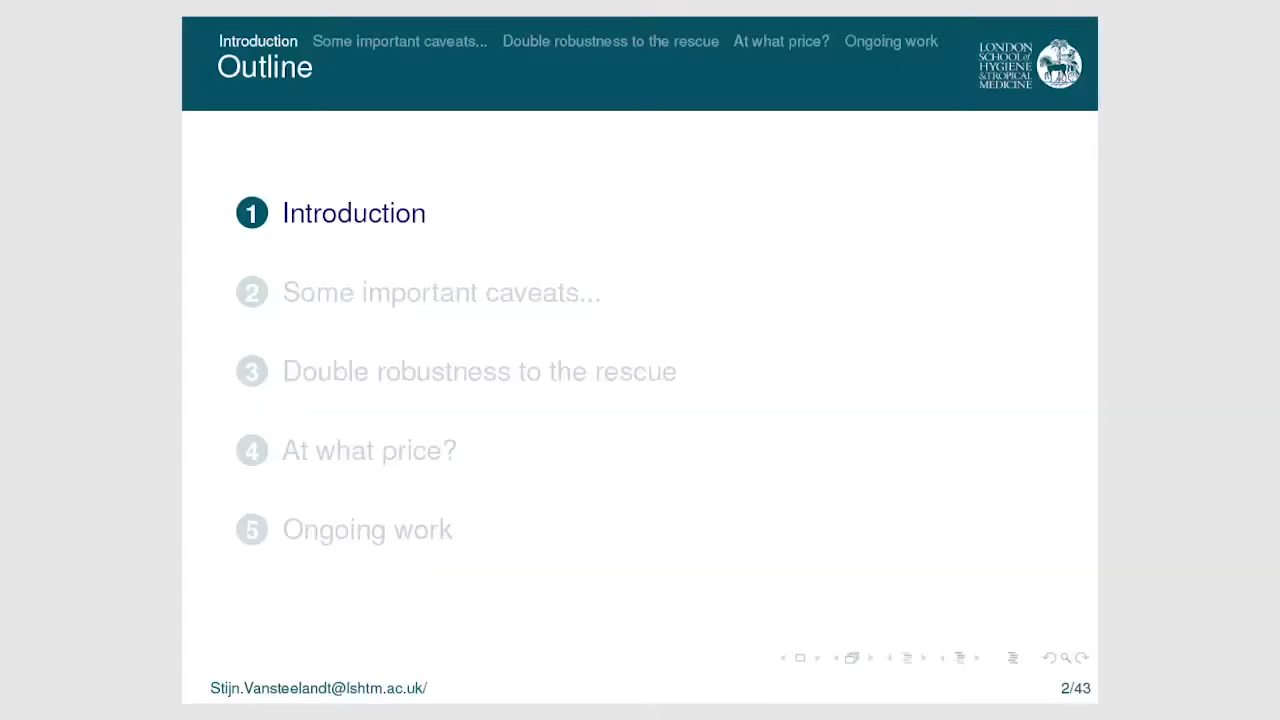 Introduction Some important caveats... Double robustness to the rescue At what price? Ongoing work
Outline
LONDON
SCHOOL of
HYGIENE
& TROPICAL
MEDICINE
1 Introduction
2 Some important caveats...
3 Double robustness to the rescue
4 At what price?
5 Ongoing work
Stijn.Vansteelandt@lshtm.ac.uk/ 2/43